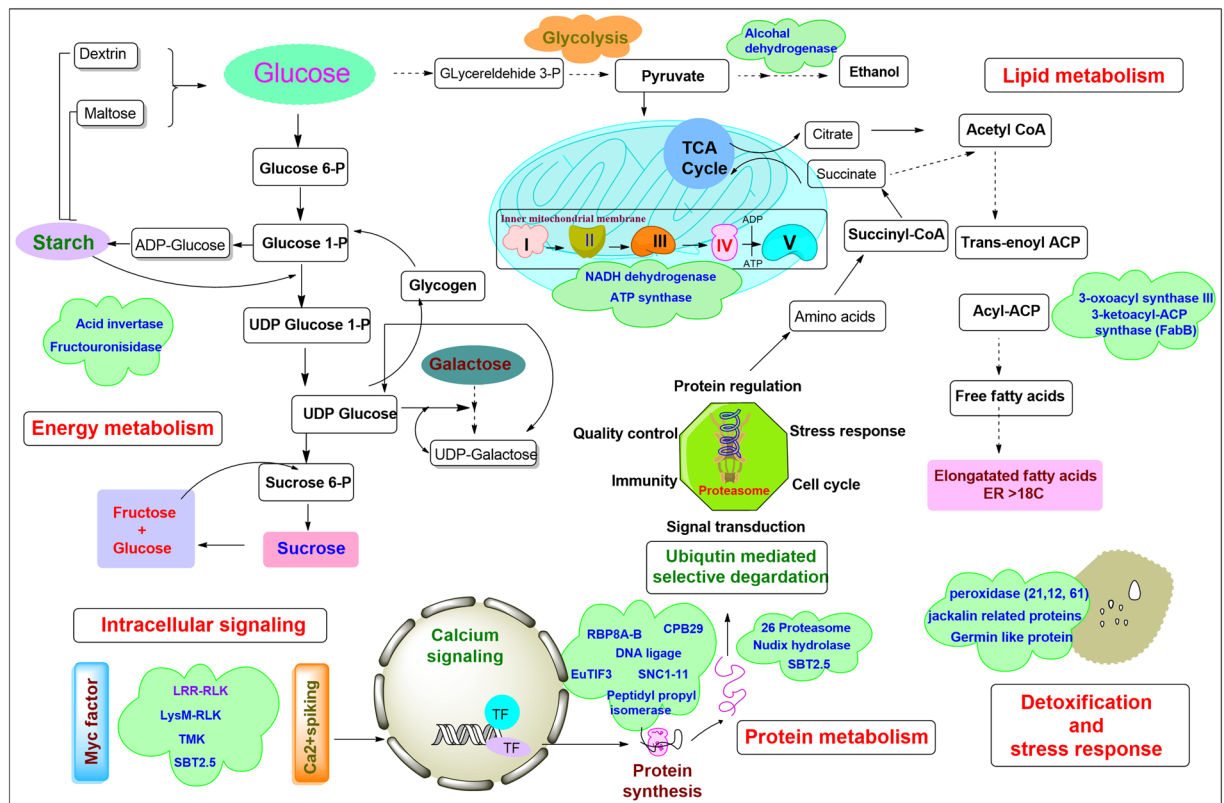 Dextrin
Maltose
Glucose
GLycereldehide 3-P
Glycolysis
Pyruvate
Alcohal
dehydrogenase
Ethanol
Lipid metabolism
TCA
Cycle
Citrate
Acetyl CoA
Succinate
Glucose 6-P
Starch
ADP-Glucose
Glucose 1-P
Inner mitochondrial membrane
I
II
III
IV
V
ADP
ATP
NADH dehydrogenase
ATP synthase
Succinyl-CoA
Trans-enoyl ACP
Glycogen
Acid invertase
Fructouronisidase
UDP Glucose 1-P
Amino acids
Acyl-ACP
3-oxoacyl synthase III
3-ketoacyl-ACP
synthase (FabB)
Galactose
Energy metabolism
UDP Glucose
UDP-Galactose
Protein regulation
Quality control
Stress response
Immunity
Cell cycle
Proteasome
Signal transduction
Free fatty acids
Elongatated fatty acids
ER >18C
Sucrose 6-P
Fructose
+
Glucose
Sucrose
Ubiqutin mediated
selective degardation
Intracellular signaling
Myc factor
LRR-RLK
LysM-RLK
TMK
SBT2.5
Ca2+spiking
Calcium
signaling
TF
TF
RBP8A-B
CPB29
DNA ligage
EuTIF3
SNC1-11
Peptidyl propyl
isomerase
26 Proteasome
Nudix hydrolase
SBT2.5
Protein
synthesis
Protein metabolism
peroxidase (21,12, 61)
jackalin related proteins
Germin like protein
Detoxification
and
stress response